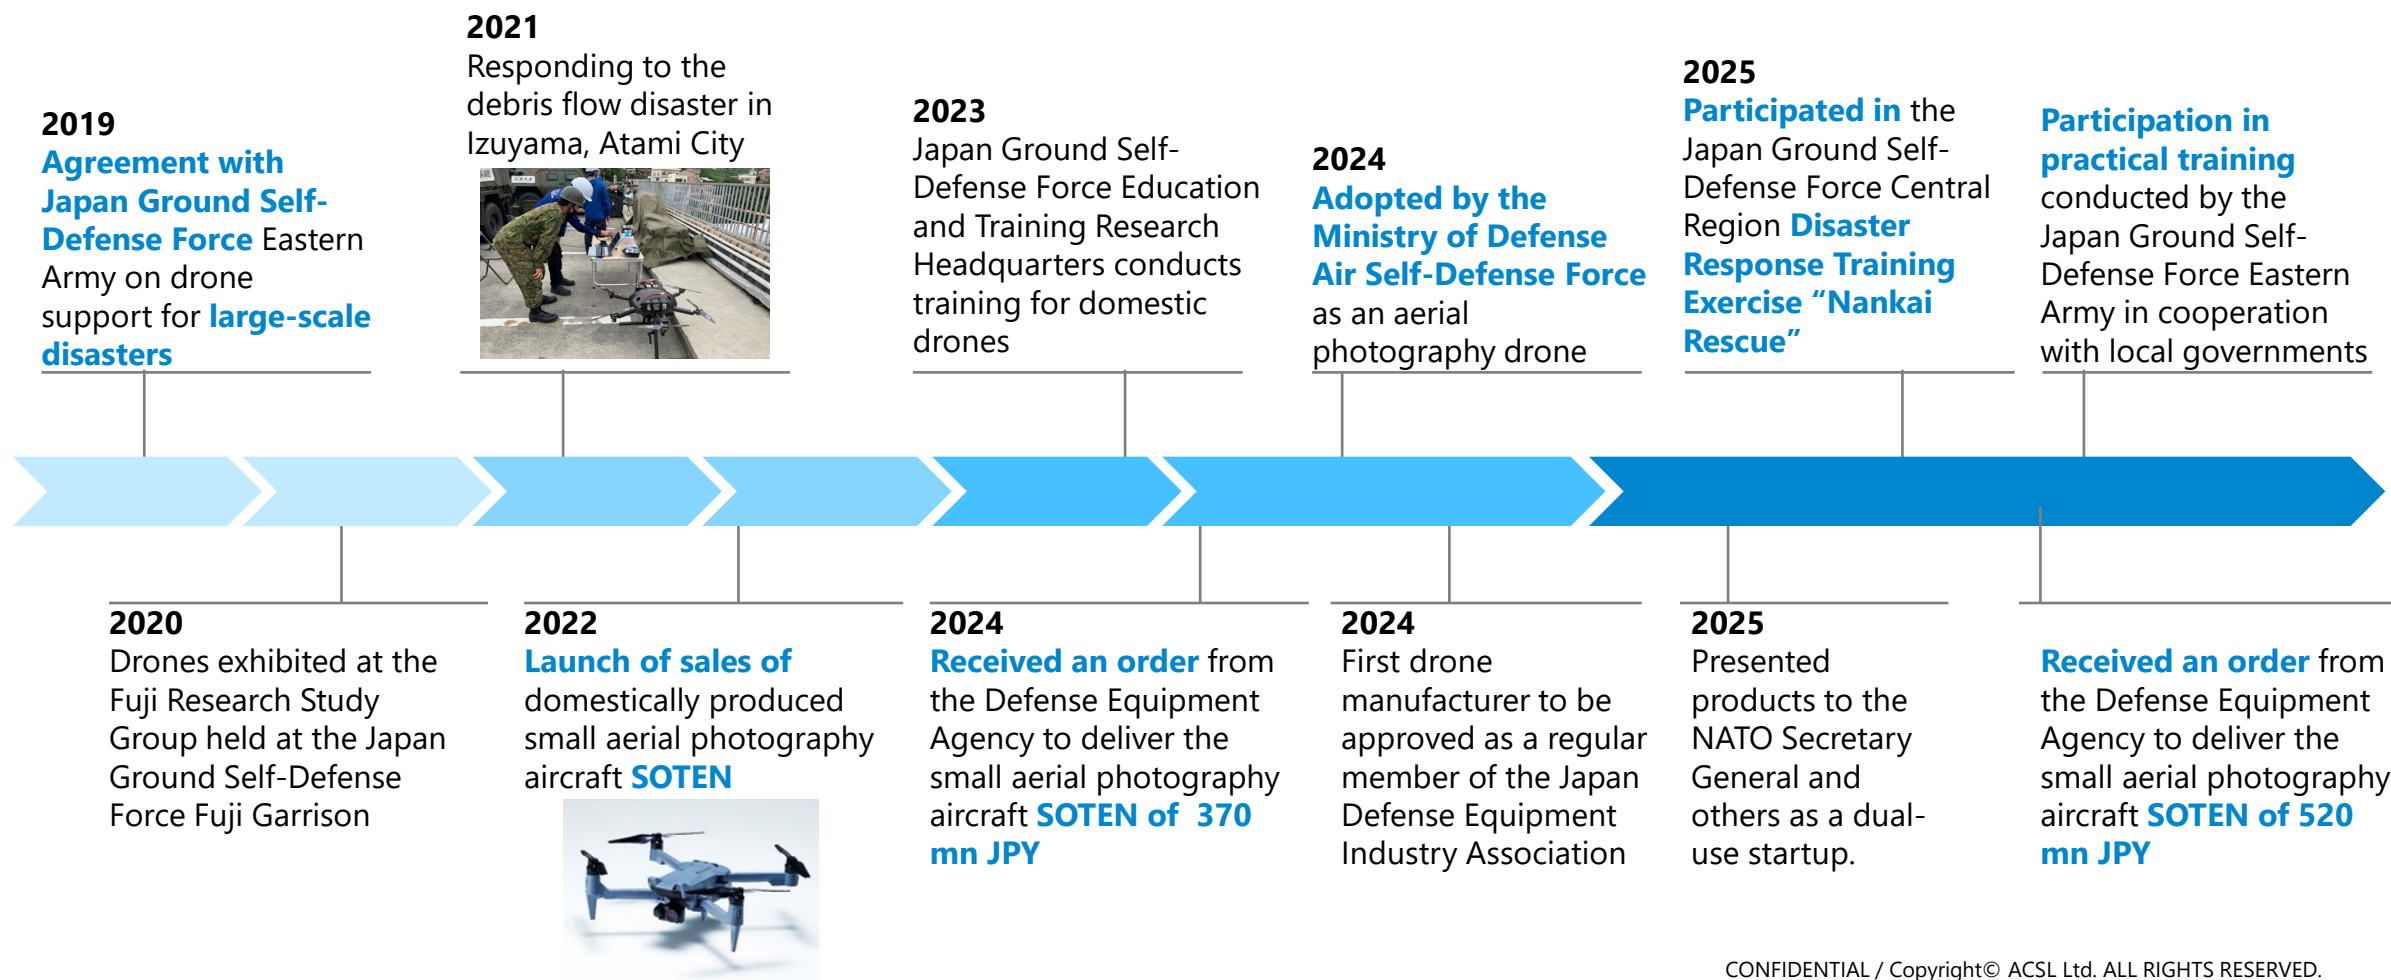 2019
Agreement with
Japan Ground Self-
Defense Force Eastern
Army on drone
support for large-scale
disasters
2021
Responding to the
debris flow disaster in
Izuyama, Atami City
2023
Japan Ground Self-
Defense Force Education
and Training Research
Headquarters conducts
training for domestic
drones
2024
Adopted by the
Ministry of Defense
Air Self-Defense Force
as an aerial
photography drone
2025
Participated in the
Japan Ground Self-
Defense Force Central
Region Disaster
Response Training
Exercise “Nankai
Rescue”
Participation in
practical training
conducted by the
Japan Ground Self-
Defense Force Eastern
Army in cooperation
with local governments
2020
Drones exhibited at the
Fuji Research Study
Group held at the Japan
Ground Self-Defense
Force Fuji Garrison
2022
Launch of sales of
domestically produced
small aerial photography
aircraft SOTEN
2024
Received an order from
the Defense Equipment
Agency to deliver the
small aerial photography
aircraft SOTEN of 370
mn JPY
2024
First drone
manufacturer to be
approved as a regular
member of the Japan
Defense Equipment
Industry Association
2025
Presented
products to the
NATO Secretary
General and
others as a dual-
use startup.
Received an order from
the Defense Equipment
Agency to deliver the
small aerial photography
aircraft SOTEN of 520
mn JPY
CONFIDENTIAL / Copyright© ACSL Ltd. ALL RIGHTS RESERVED.